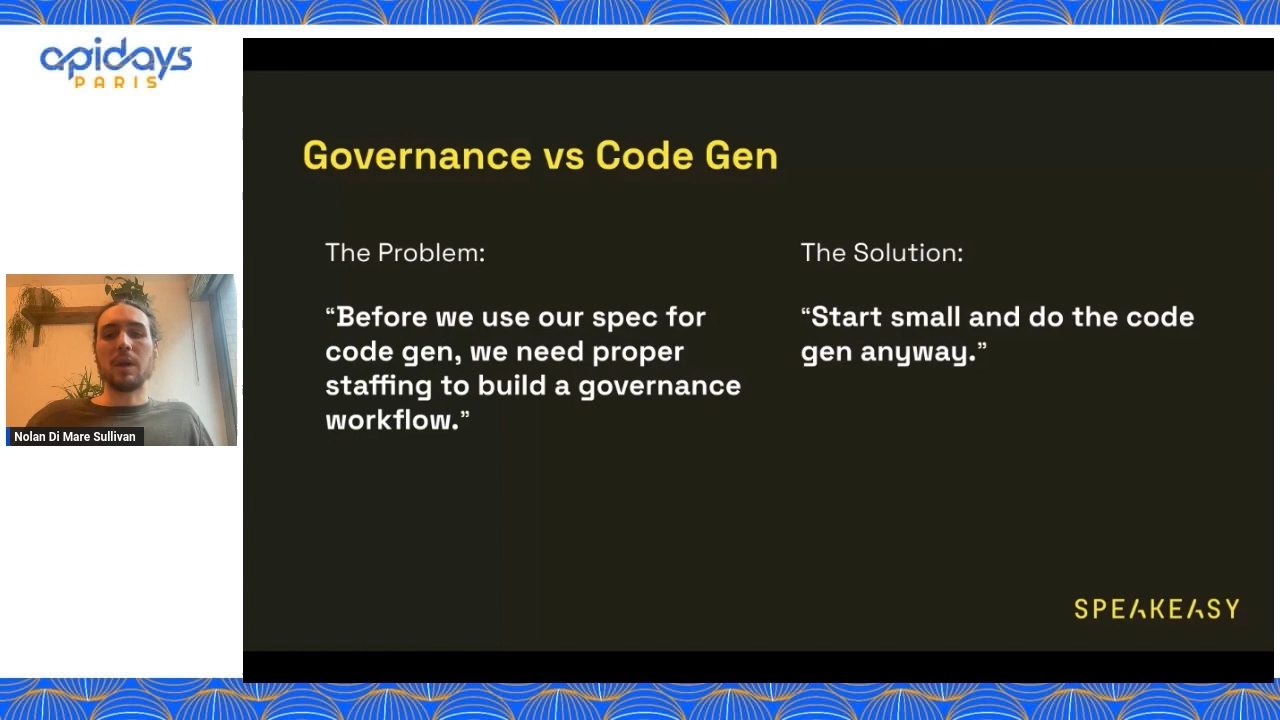 apidays
PARIS
Governance vs Code Gen
The Problem:
“Before we use our spec for
code gen, we need proper
staffing to build a governance
workflow.”
The Solution:
“Start small and do the code
gen anyway.”
Nolan Di Mare Sullivan
SPEAKEASY